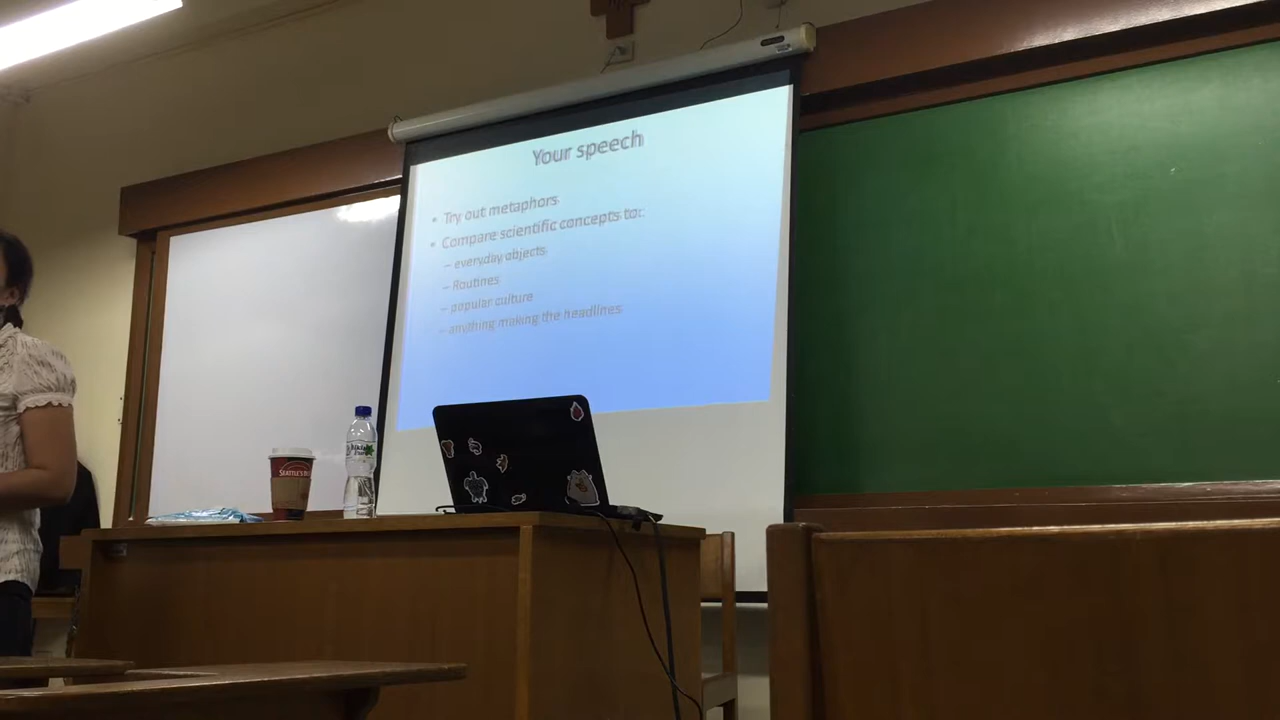 Your speech
• Try out metaphors
• Compare scientific concepts to:
– everyday objects
– Routines
– popular culture
– anything making the headlines
SEATTLE'S